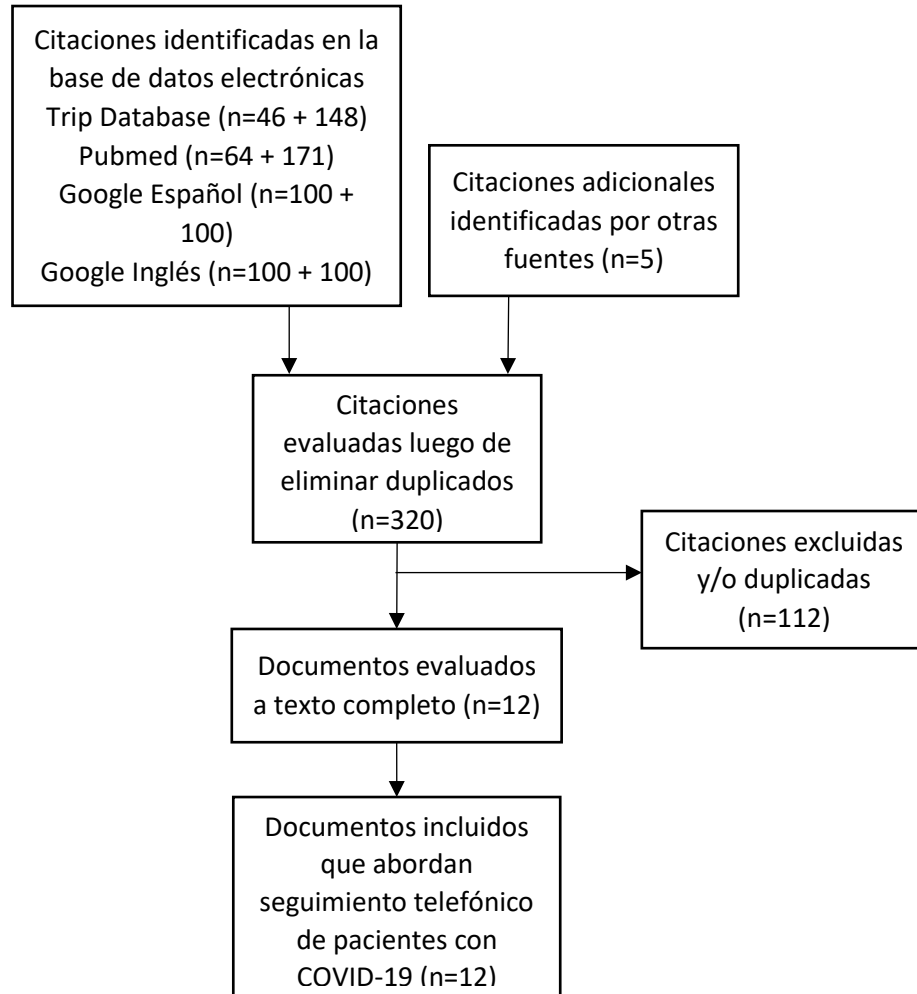 Citaciones identificadas en la
base de datos electrónicas
Trip Database (n=46 + 148)
Pubmed (n=64 + 171)
Google Español (n=100 +
100)
Google Inglés (n=100 + 100)
Citaciones adicionales
identificadas por otras
fuentes (n=5)
Citaciones
evaluadas luego de
eliminar duplicados
(n=320)
Citaciones excluidas
y/o duplicadas
(n=112)
Documentos evaluados
a texto completo (n=12)
Documentos incluidos
que abordan
seguimiento telefónico
de pacientes con
COVID-19 (n=12)